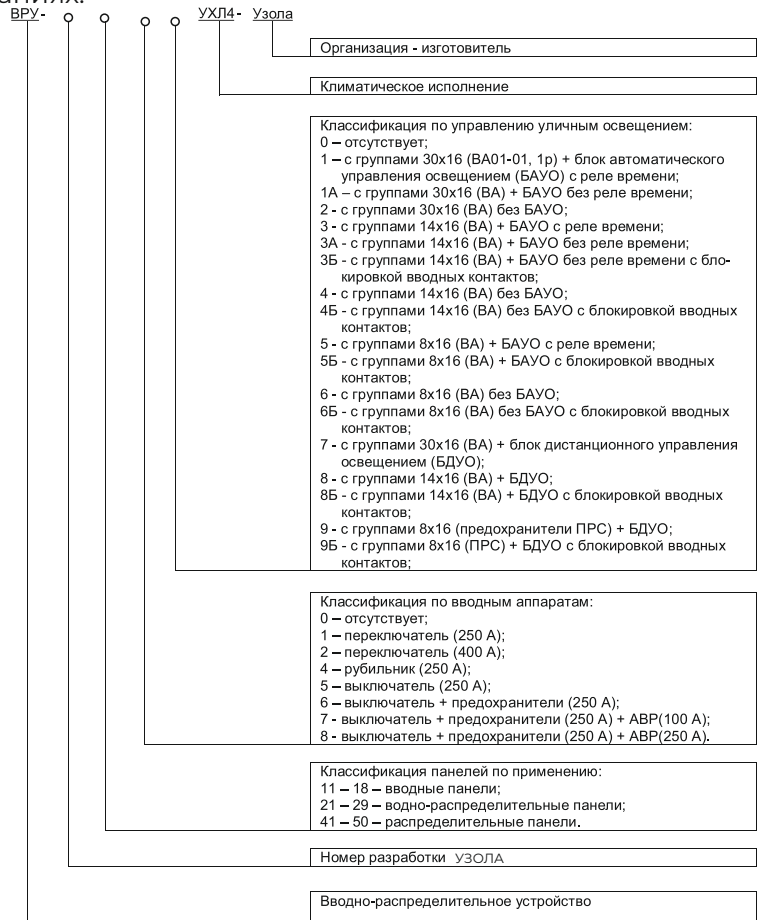 ВРУ- УХЛ4- Узола
Организация - изготовитель
Климатическое исполнение
Классификация по управлению уличным освещением:
0 – отсутствует;
1 – с группами 30х16 (ВА01-01, 1р) + блок автоматического
управления освещением (БАУО) с реле времени;
1А – с группами 30х16 (ВА) + БАУО без реле времени;
2 - с группами 30х16 (ВА) без БАУО;
3 - с группами 14х16 (ВА) + БАУО с реле времени;
3А - с группами 14х16 (ВА) + БАУО без реле времени;
3Б - с группами 14х16 (ВА) + БАУО без реле времени с бло-
кировкой вводных контактов;
4 - с группами 14х16 (ВА) без БАУО;
4Б - с группами 14х16 (ВА) без БАУО с блокировкой вводных
контактов;
5 - с группами 8х16 (ВА) + БАУО с реле времени;
5Б - с группами 8х16 (ВА) + БАУО с блокировкой вводных
контактов;
6 - с группами 8х16 (ВА) без БАУО;
6Б - с группами 8х16 (ВА) без БАУО с блокировкой вводных
контактов;
7 - с группами 30х16 (ВА) + блок дистанционного управления
освещением (БДУО);
8 - с группами 14х16 (ВА) + БДУО;
8Б - с группами 14х16 (ВА) + БДУО с блокировкой вводных
контактов;
9 - с группами 8х16 (предохранители ПРС) + БДУО;
9Б - с группами 8х16 (ПРС) + БДУО с блокировкой вводных
контактов;
Классификация по вводным аппаратам:
0 – отсутствует;
1 – переключатель (250 А);
2 – переключатель (400 А);
4 – рубильник (250 А);
5 – выключатель (250 А);
6 – выключатель + предохранители (250 А);
7 - выключатель + предохранители (250 А) + АВР(100 А);
8 - выключатель + предохранители (250 А) + АВР(250 А).
Классификация панелей по применению:
11 – 18 – вводные панели;
21 – 29 – водно-распределительные панели;
41 – 50 – распределительные панели.
Номер разработки УЗОЛА
Вводно-распределительное устройство